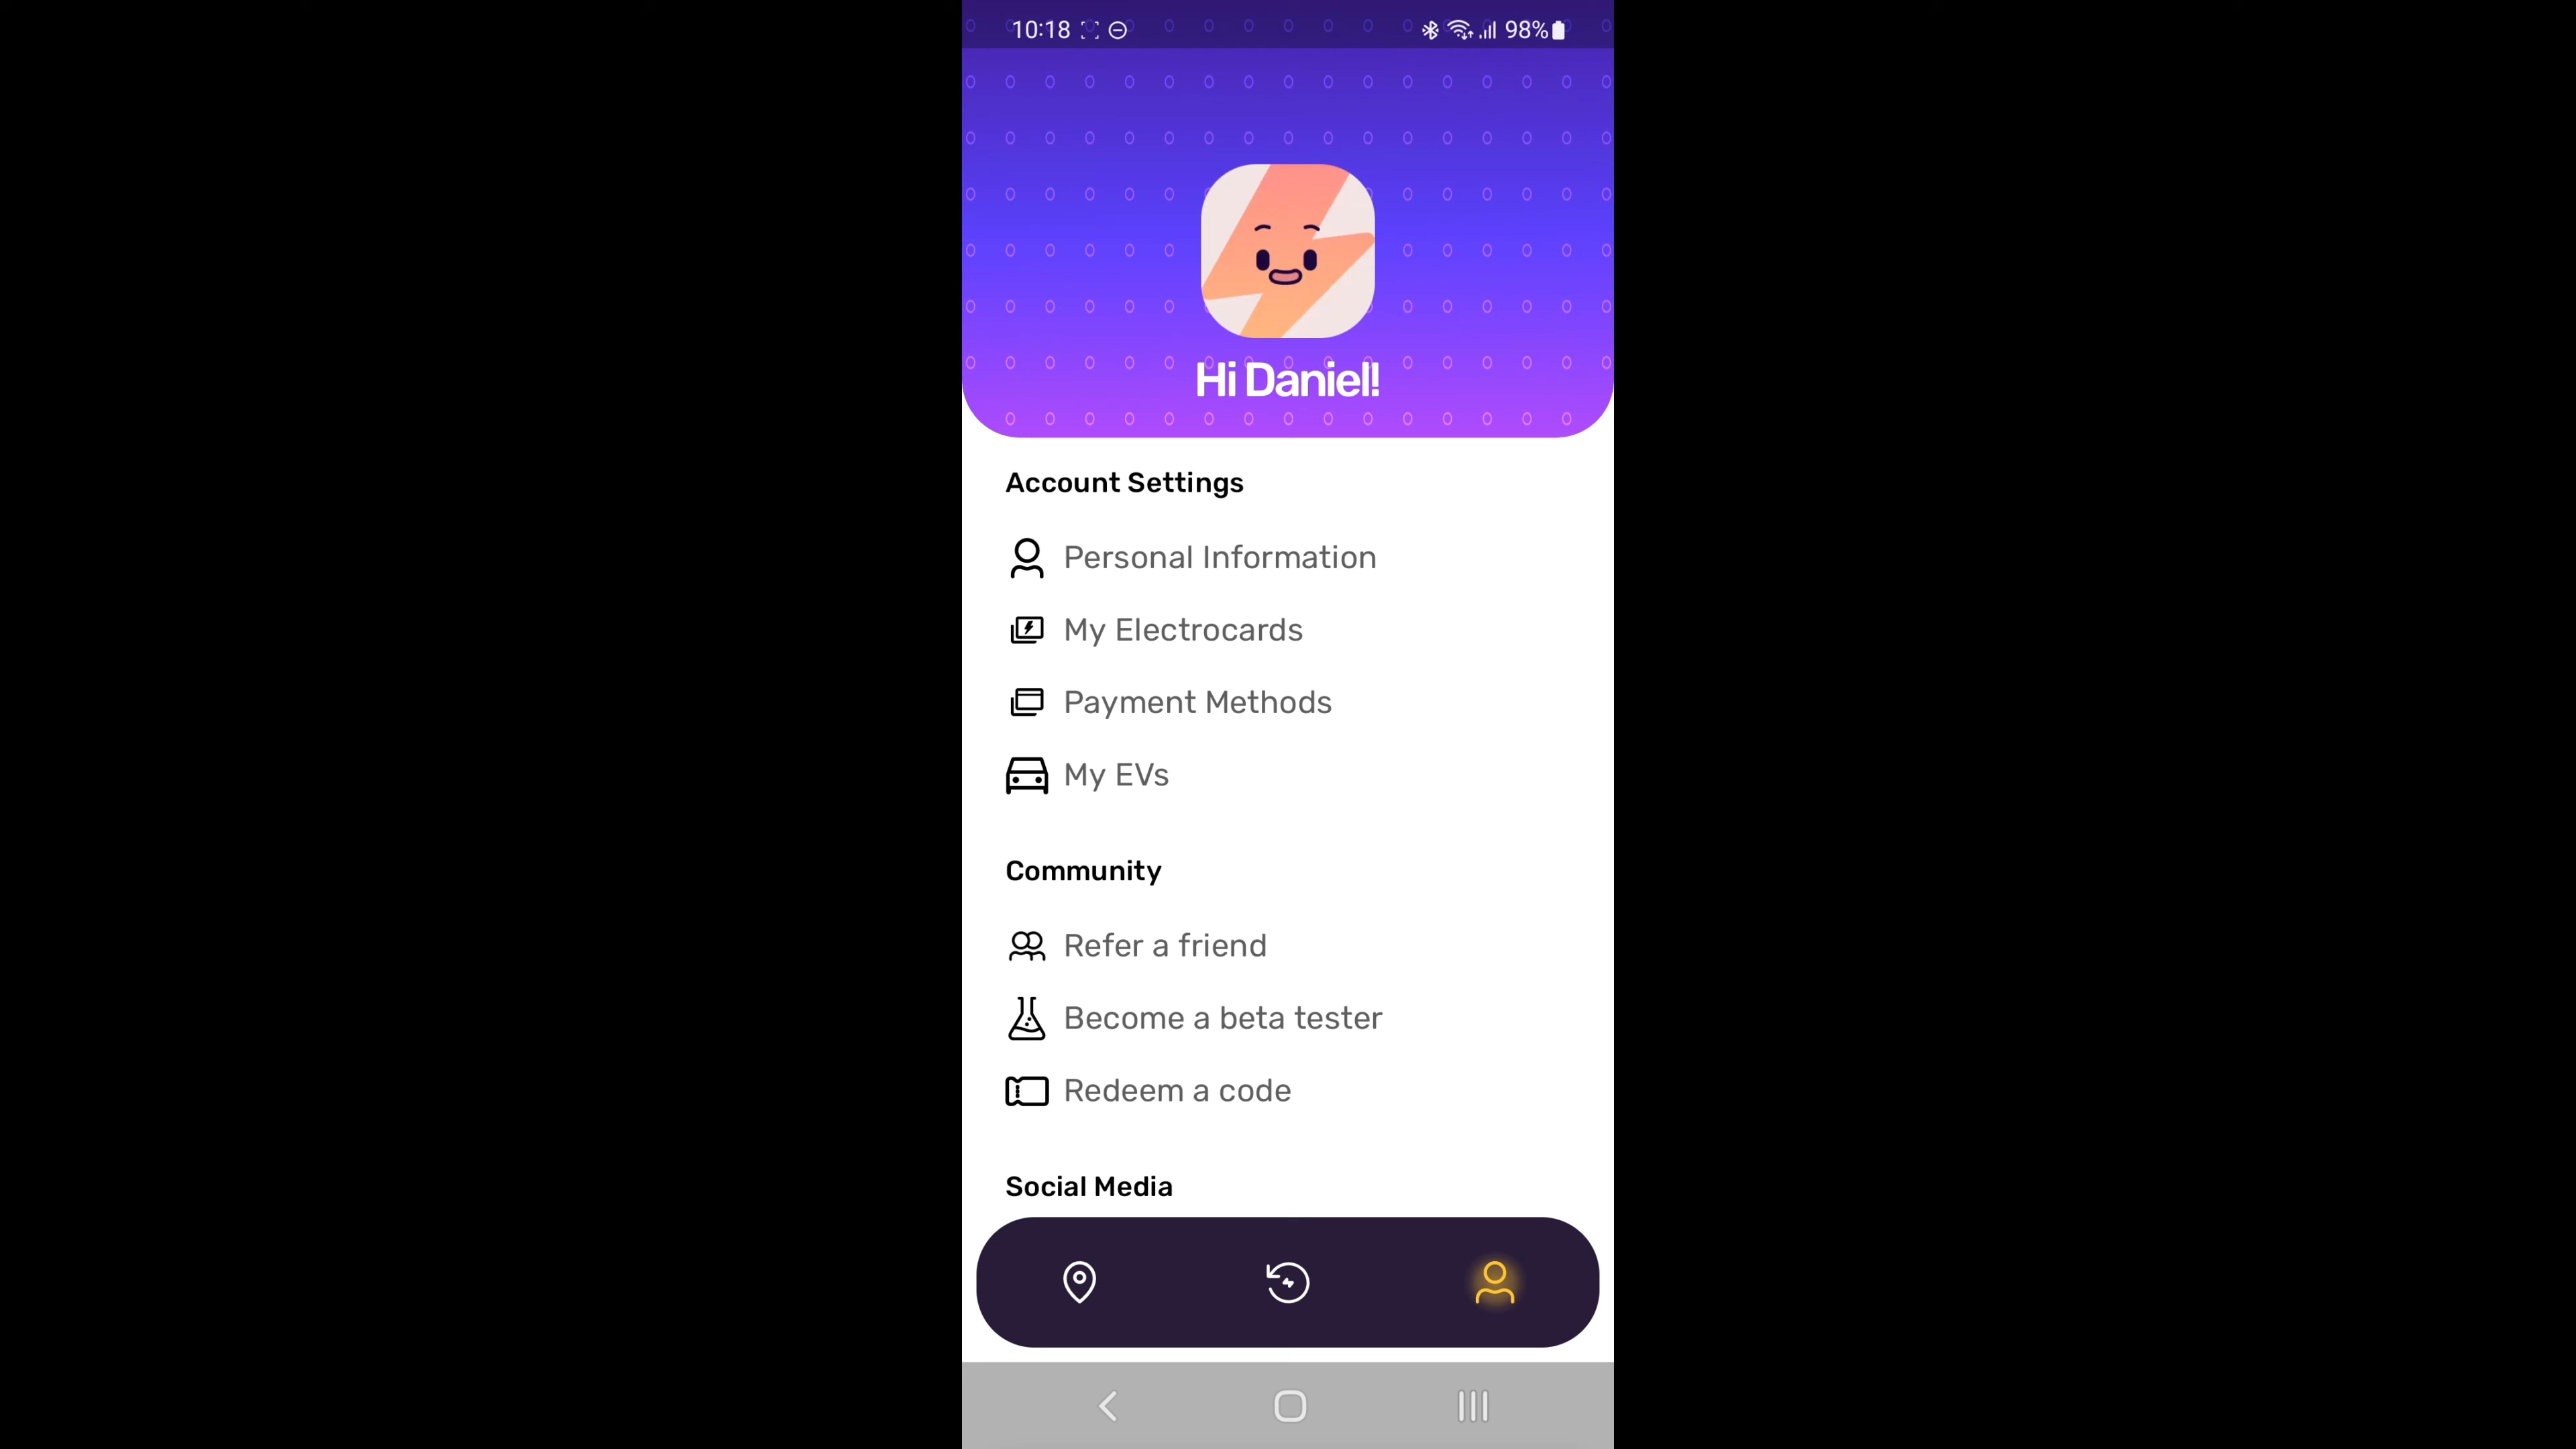 10:18 98%
Hi Daniel!
Account Settings
Personal Information
My Electrocards
Payment Methods
My EVs
Community
Refer a friend
Become a beta tester
Redeem a code
Social Media